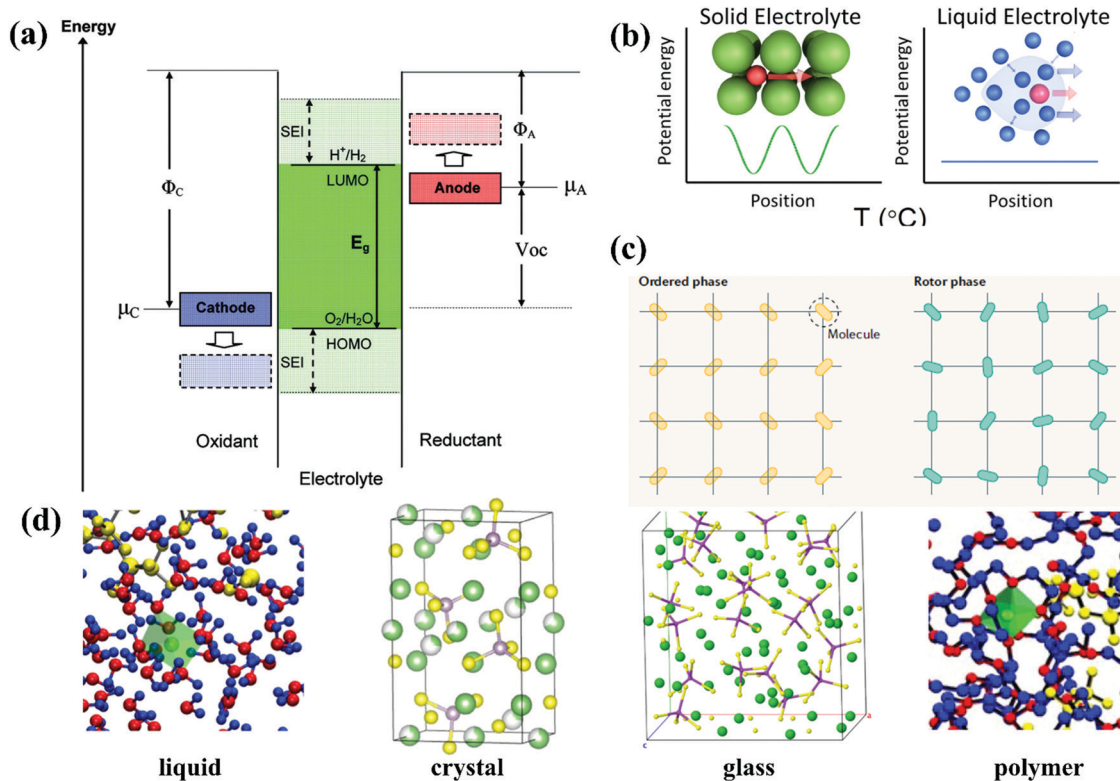 (a)
Energy
SEI
H⁺/H₂
LUMO
Φ_A
Φ_C
Anode
μ_A
E_g
Voc
μ_C
Cathode
O₂/H₂O
HOMO
SEI
Oxidant
Reductant
Electrolyte
(b)
Solid Electrolyte
Potential energy
Position
Liquid Electrolyte
Potential energy
Position
T (°C)
(c)
Ordered phase
Molecule
Rotor phase
(d)
liquid
crystal
c
a
glass
polymer